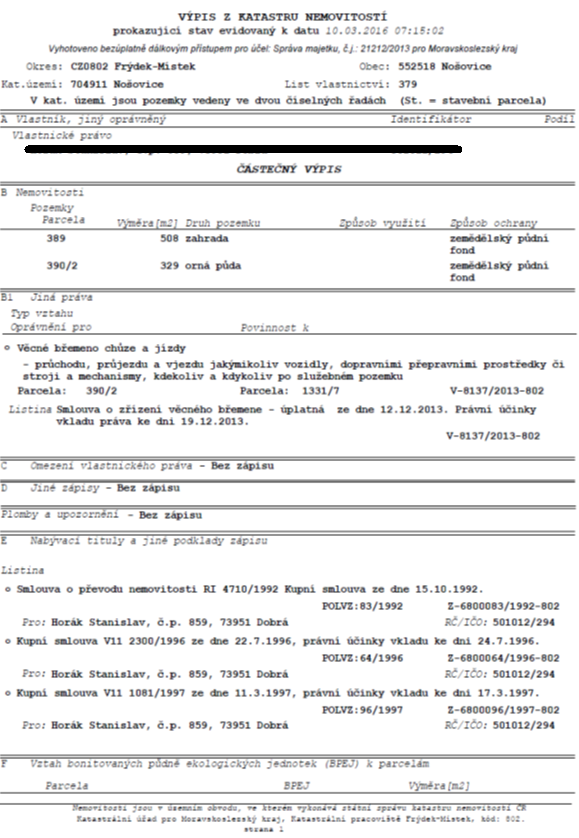 VÝPIS Z KATASTRU NEMOVITOSTÍ
prokazující stav evidovaný k datu 10.03.2016 07:15:02
Vyhotoveno bezúplatně dálkovým přístupem pro účel: Správa majetku, č.j.: 21212/2013 pro Moravskoslezský kraj
Okres: CZ0802 Frýdek-Místek Obec: 552518 Nošovice
Kat.území: 704911 Nošovice List vlastnictví: 379
V kat. území jsou pozemky vedeny ve dvou číselných řadách (St. = stavební parcela)
A Vlastník, jiný oprávněný Identifikátor Podíl
Vlastnické právo
ČÁSTEČNÝ VÝPIS
B Nemovitosti
Pozemky
Parcela Výměra[m2] Druh pozemku Způsob využití Způsob ochrany
389 508 zahrada zemědělský půdní
fond
390/2 329 orná půda zemědělský půdní
fond
B1 Jiná práva
Typ vztahu
Oprávnění pro Povinnost k
o Věcné břemeno chůze a jízdy
- průchodu, průjezdu a vjezdu jakýmikoliv vozidly, dopravními přepravními prostředky či
stroji a mechanismy, kdekoliv a kdykoliv po služebném pozemku
Parcela: 390/2 Parcela: 1331/7 V-8137/2013-802
Listina Smlouva o zřízení věcného břemene - úplatná ze dne 12.12.2013. Právní účinky
vkladu práva ke dni 19.12.2013.
V-8137/2013-802
C Omezení vlastnického práva - Bez zápisu
D Jiné zápisy - Bez zápisu
Plomby a upozornění - Bez zápisu
E Nabývací tituly a jiné podklady zápisu
Listina
o Smlouva o převodu nemovitosti RI 4710/1992 Kupní smlouva ze dne 15.10.1992.
POLVZ:83/1992 Z-6800083/1992-802
Pro: Horák Stanislav, č.p. 859, 73951 Dobrá RČ/IČO: 501012/294
o Kupní smlouva V11 2300/1996 ze dne 22.7.1996, právní účinky vkladu ke dni 24.7.1996.
POLVZ:64/1996 Z-6800064/1996-802
Pro: Horák Stanislav, č.p. 859, 73951 Dobrá RČ/IČO: 501012/294
o Kupní smlouva V11 1081/1997 ze dne 11.3.1997, právní účinky vkladu ke dni 17.3.1997.
POLVZ:96/1997 Z-6800096/1997-802
Pro: Horák Stanislav, č.p. 859, 73951 Dobrá RČ/IČO: 501012/294
F Vztah bonitovaných půdně ekologických jednotek (BPEJ) k parcelám
Parcela BPEJ Výměra[m2]
Nemovitosti jsou v územním obvodu, ve kterém vykonává státní správu katastru nemovitostí ČR
Katastrální úřad pro Moravskoslezský kraj, Katastrální pracoviště Frýdek-Místek, kód: 802.
strana 1